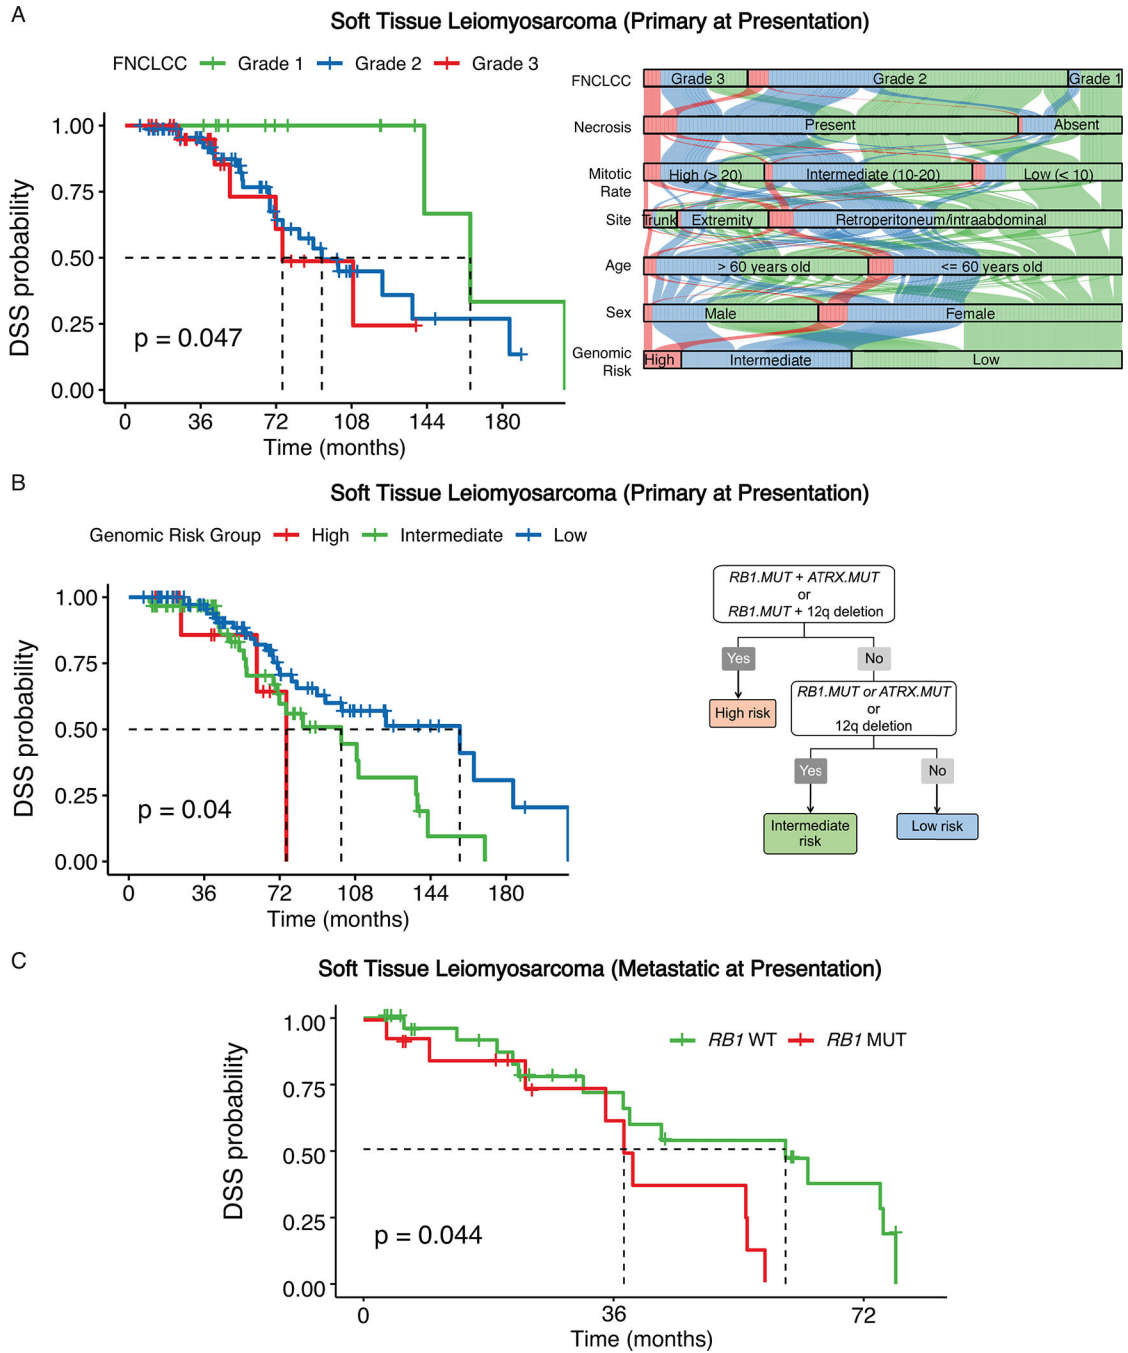 A
Soft Tissue Leiomyosarcoma (Primary at Presentation)
FNCLCC Grade 1 Grade 2 Grade 3
1.00
0.75
0.50
0.25
0.00
DSS probability
p = 0.047
0 36 72 108 144 180
Time (months)
FNCLCC Grade 3 Grade 2 Grade 1
Necrosis Present Absent
Mitotic
Rate High (> 20) Intermediate (10-20) Low (< 10)
Site Trunk Extremity Retroperitoneum/intraabdominal
Age > 60 years old <= 60 years old
Sex Male Female
Genomic
Risk High Intermediate Low
B
Soft Tissue Leiomyosarcoma (Primary at Presentation)
Genomic Risk Group High Intermediate Low
1.00
0.75
0.50
0.25
0.00
DSS probability
p = 0.04
0 36 72 108 144 180
Time (months)
RB1.MUT + ATRX.MUT
or
RB1.MUT + 12q deletion
Yes No
High risk
RB1.MUT or ATRX.MUT
or
12q deletion
Yes No
Intermediate
risk
Low risk
C
Soft Tissue Leiomyosarcoma (Metastatic at Presentation)
RB1 WT RB1 MUT
1.00
0.75
0.50
0.25
0.00
DSS probability
p = 0.044
0 36 72
Time (months)